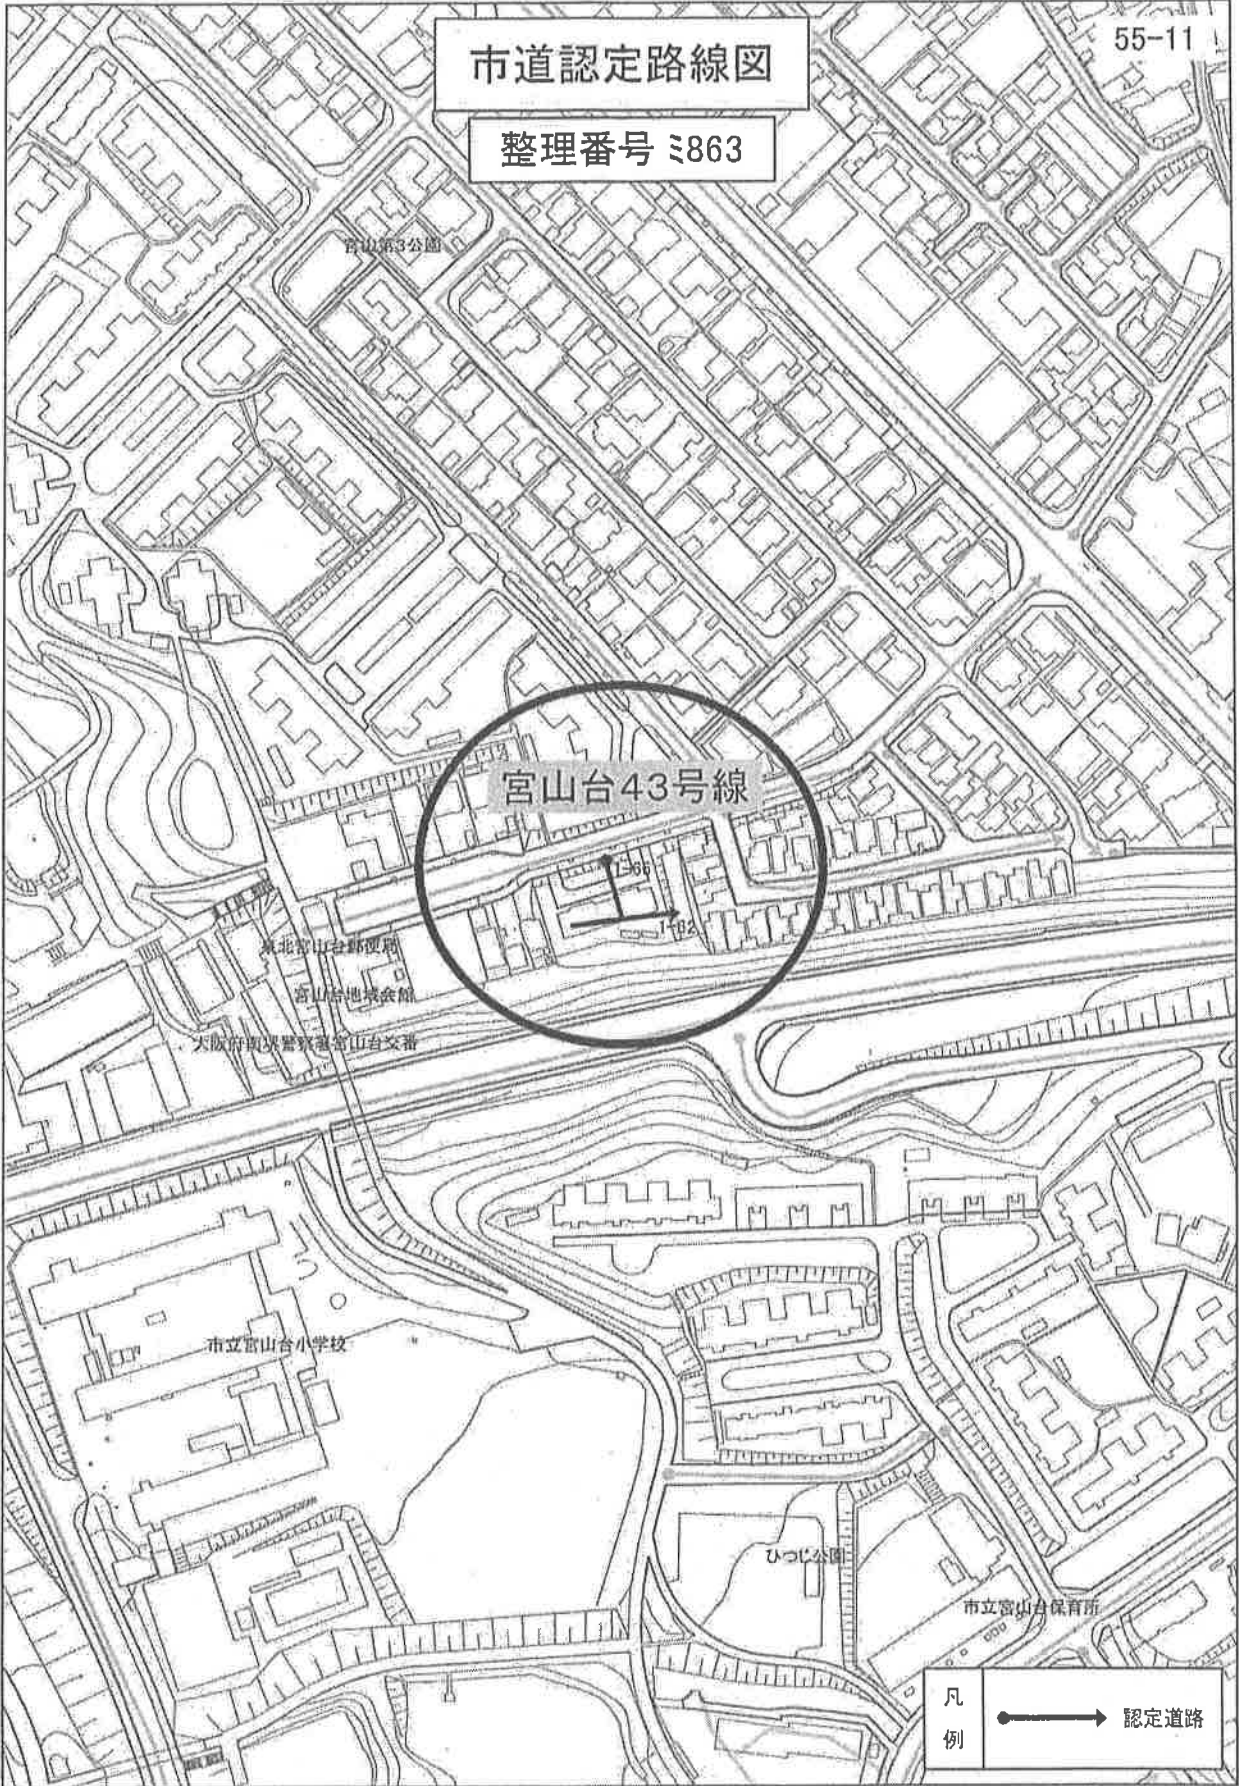 55-11
市道認定路線図
整理番号 ミ863
宮山第3公園
宮山台43号線
1-66
1-62
泉北宮山台郵便局
宮山台地域会館
大阪府南堺警察署宮山台交番
市立宮山台小学校
ひつじ公園
市立宮山台保育所
凡例
認定道路